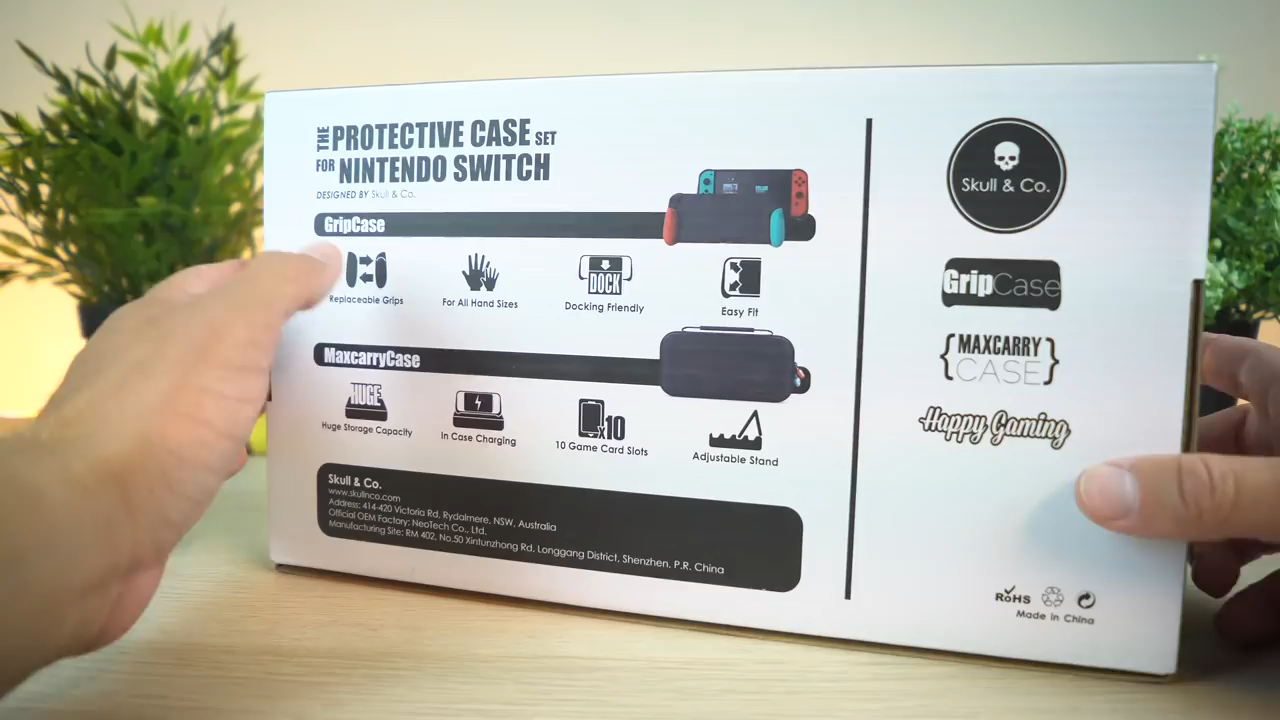 THE PROTECTIVE CASE SET
FOR NINTENDO SWITCH
DESIGNED BY Skull & Co.
GripCase
Replaceable Grips
For All Hand Sizes
DOCK
Docking Friendly
Easy Fit
MaxcarryCase
HUGE
Huge Storage Capacity
In Case Charging
x10
10 Game Card Slots
Adjustable Stand
Skull & Co.
www.skullnco.com
Address: 414-420 Victoria Rd, Rydalmere, NSW, Australia
Official OEM Factory: NeoTech Co., Ltd.
Manufacturing Site: RM 402, No.50 Xintunzhong Rd. Longgang District, Shenzhen, P.R. China
Skull & Co.
GripCase
{MAXCARRY
CASE}
Happy Gaming
RoHS
Made in China